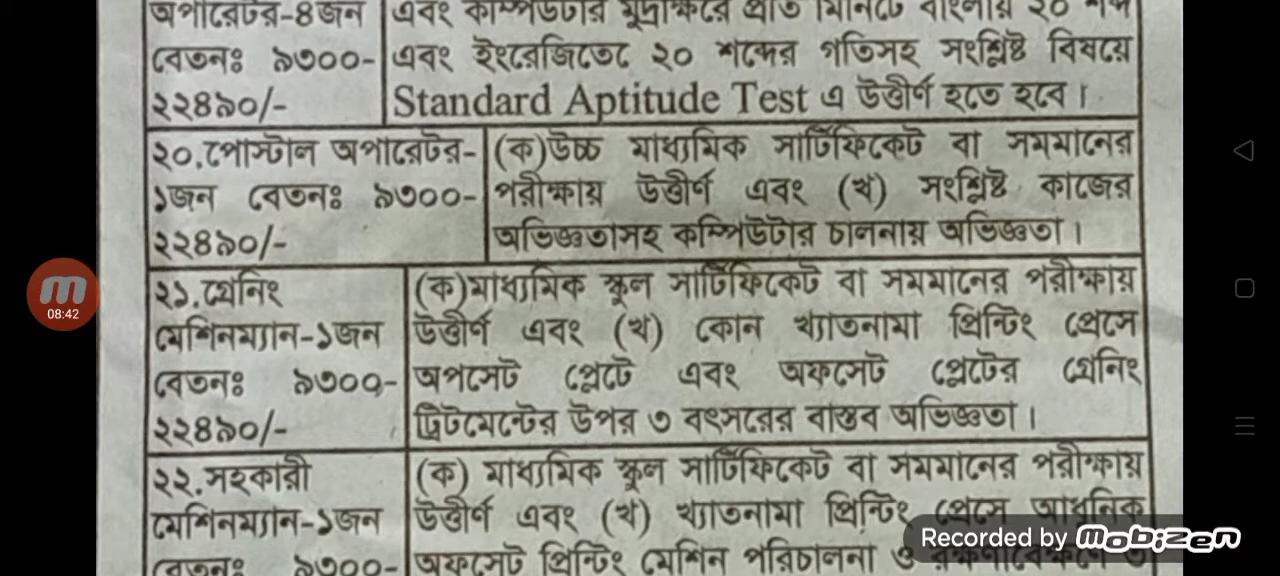 অপারেটর-৪জন
বেতনঃ ৯৩০০-
২২৪৯০/-
এবং কম্পিউটার মুদ্রাক্ষরে প্রতি মিনিটে বাংলায় ২০ শব্দ
এবং ইংরেজিতে ২০ শব্দের গতিসহ সংশ্লিষ্ট বিষয়ে
Standard Aptitude Test এ উত্তীর্ণ হতে হবে।
২০.পোস্টাল অপারেটর-
১জন বেতনঃ ৯৩০০-
২২৪৯০/-
(ক)উচ্চ মাধ্যমিক সার্টিফিকেট বা সমমানের
পরীক্ষায় উত্তীর্ণ এবং (খ) সংশ্লিষ্ট কাজের
অভিজ্ঞতাসহ কম্পিউটার চালনায় অভিজ্ঞতা।
২১.গ্রেনিং
মেশিনম্যান-১জন
বেতনঃ ৯৩০০-
২২৪৯০/-
(ক)মাধ্যমিক স্কুল সার্টিফিকেট বা সমমানের পরীক্ষায়
উত্তীর্ণ এবং (খ) কোন খ্যাতনামা প্রিন্টিং প্রেসে
অপসেট প্লেটে এবং অফসেট প্লেটের গ্রেনিং
ট্রিটমেন্টের উপর ৩ বৎসরের বাস্তব অভিজ্ঞতা।
২২.সহকারী
মেশিনম্যান-১জন
বেতনঃ ৯৩০০-
(ক) মাধ্যমিক স্কুল সার্টিফিকেট বা সমমানের পরীক্ষায়
উত্তীর্ণ এবং (খ) খ্যাতনামা প্রিন্টিং প্রেসে আধুনিক
অফসেট প্রিন্টিং মেশিন পরিচালনা ও
08:42
Recorded by mobizen